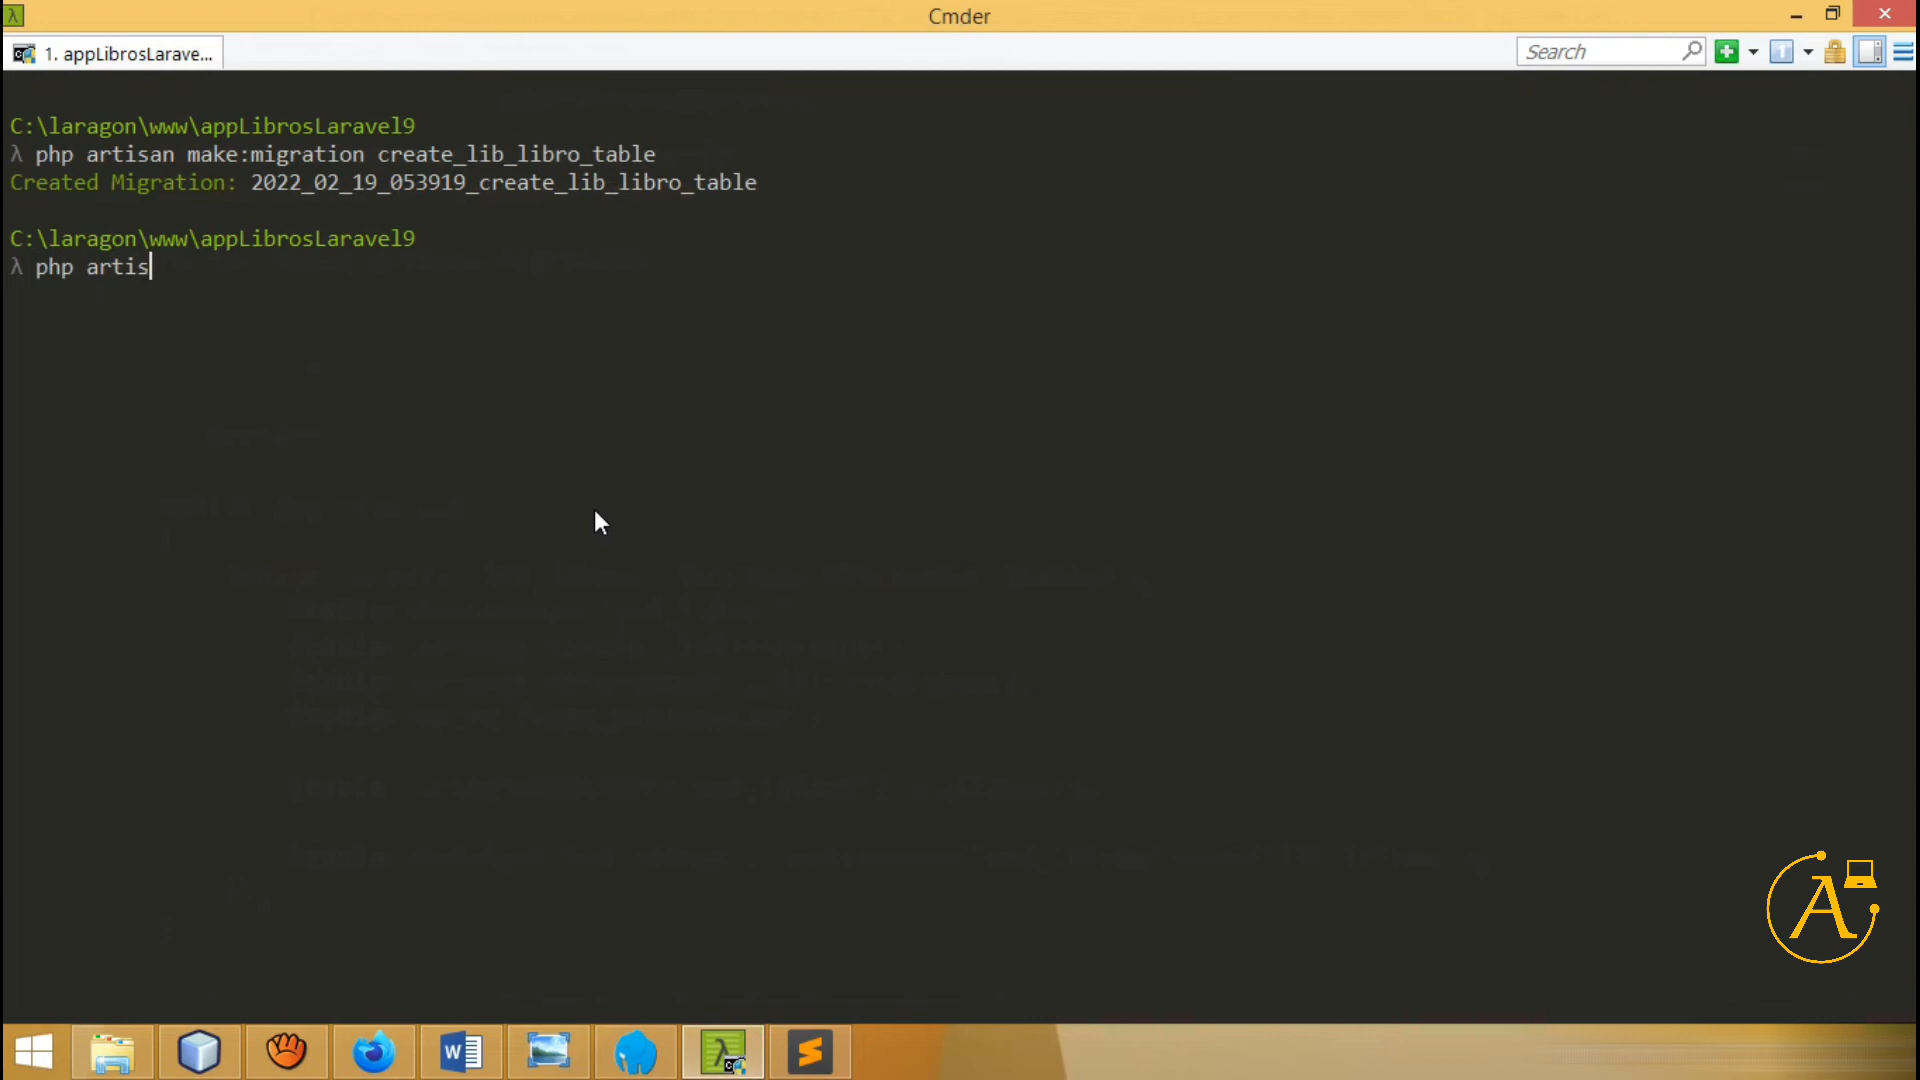 Cmder
1. appLibrosLarave...
Search
C:\laragon\www\appLibrosLaravel9
λ php artisan make:migration create_lib_libro_table
Created Migration: 2022_02_19_053919_create_lib_libro_table
C:\laragon\www\appLibrosLaravel9
λ php artis
A